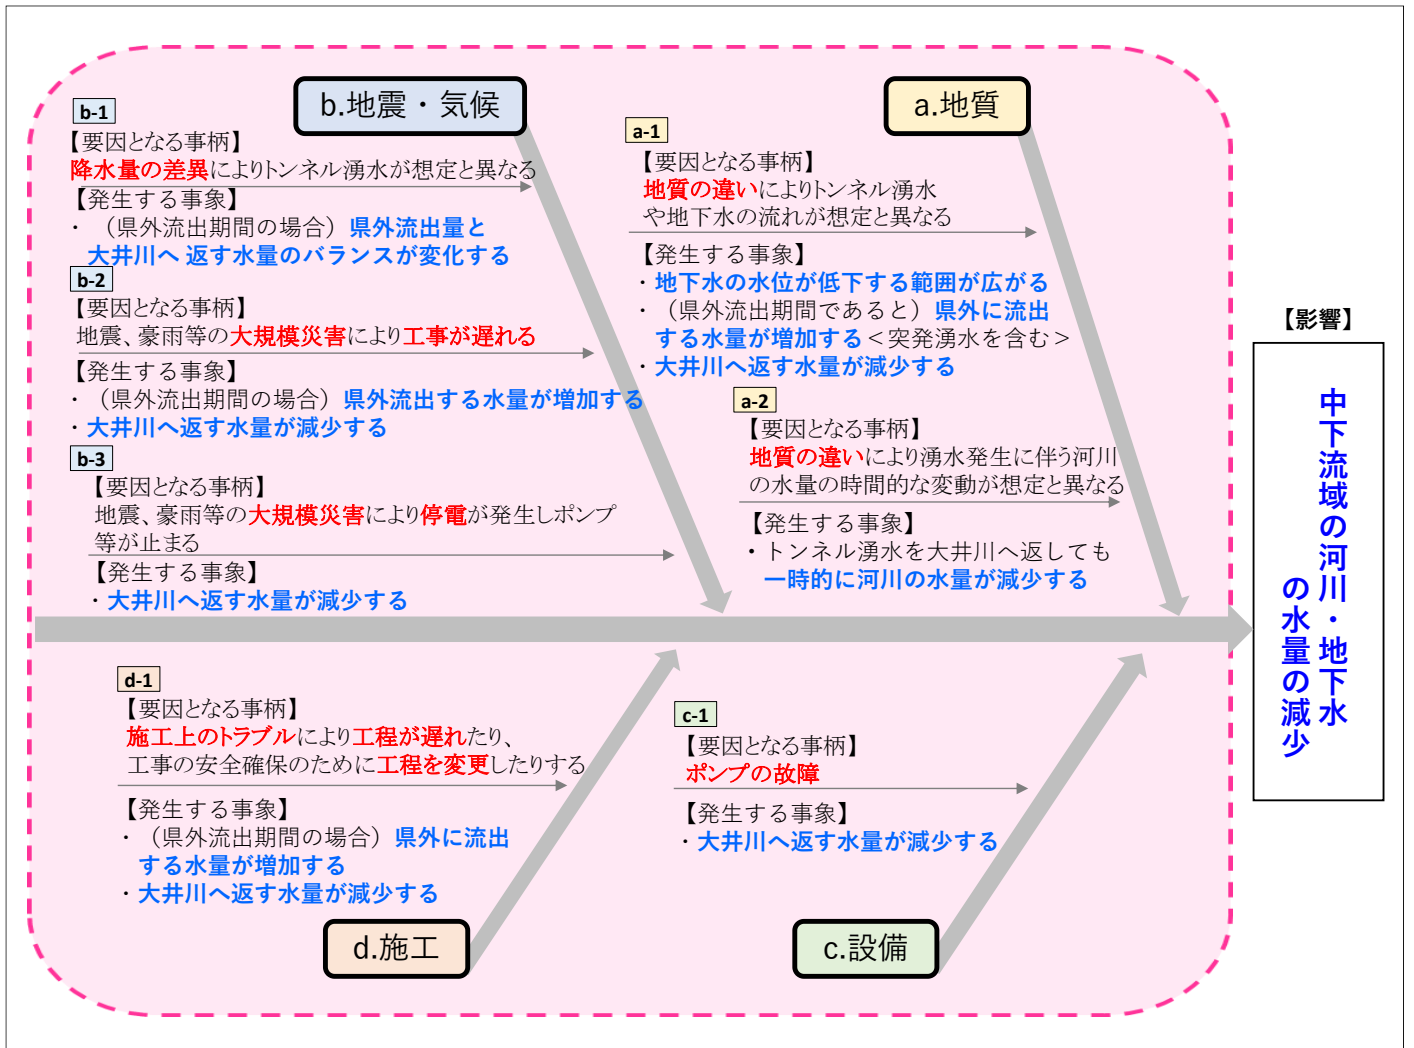 b.地震・気候
b-1
【要因となる事柄】
降水量の差異によりトンネル湧水が想定と異なる
【発生する事象】
・（県外流出期間の場合）県外流出量と
大井川へ 返す水量のバランスが変化する
b-2
【要因となる事柄】
地震、豪雨等の大規模災害により工事が遅れる
【発生する事象】
・（県外流出期間の場合）県外流出する水量が増加する
・大井川へ返す水量が減少する
b-3
【要因となる事柄】
地震、豪雨等の大規模災害により停電が発生しポンプ
等が止まる
【発生する事象】
・大井川へ返す水量が減少する
a.地質
a-1
【要因となる事柄】
地質の違いによりトンネル湧水
や地下水の流れが想定と異なる
【発生する事象】
・地下水の水位が低下する範囲が広がる
・（県外流出期間であると）県外に流出
する水量が増加する＜突発湧水を含む＞
・大井川へ返す水量が減少する
a-2
【要因となる事柄】
地質の違いにより湧水発生に伴う河川
の水量の時間的な変動が想定と異なる
【発生する事象】
・トンネル湧水を大井川へ返しても
一時的に河川の水量が減少する
d-1
【要因となる事柄】
施工上のトラブルにより工程が遅れたり、
工事の安全確保のために工程を変更したりする
【発生する事象】
・（県外流出期間の場合）県外に流出
する水量が増加する
・大井川へ返す水量が減少する
d.施工
c-1
【要因となる事柄】
ポンプの故障
【発生する事象】
・大井川へ返す水量が減少する
c.設備
【影響】
中下流域の河川・地下水
の水量の減少